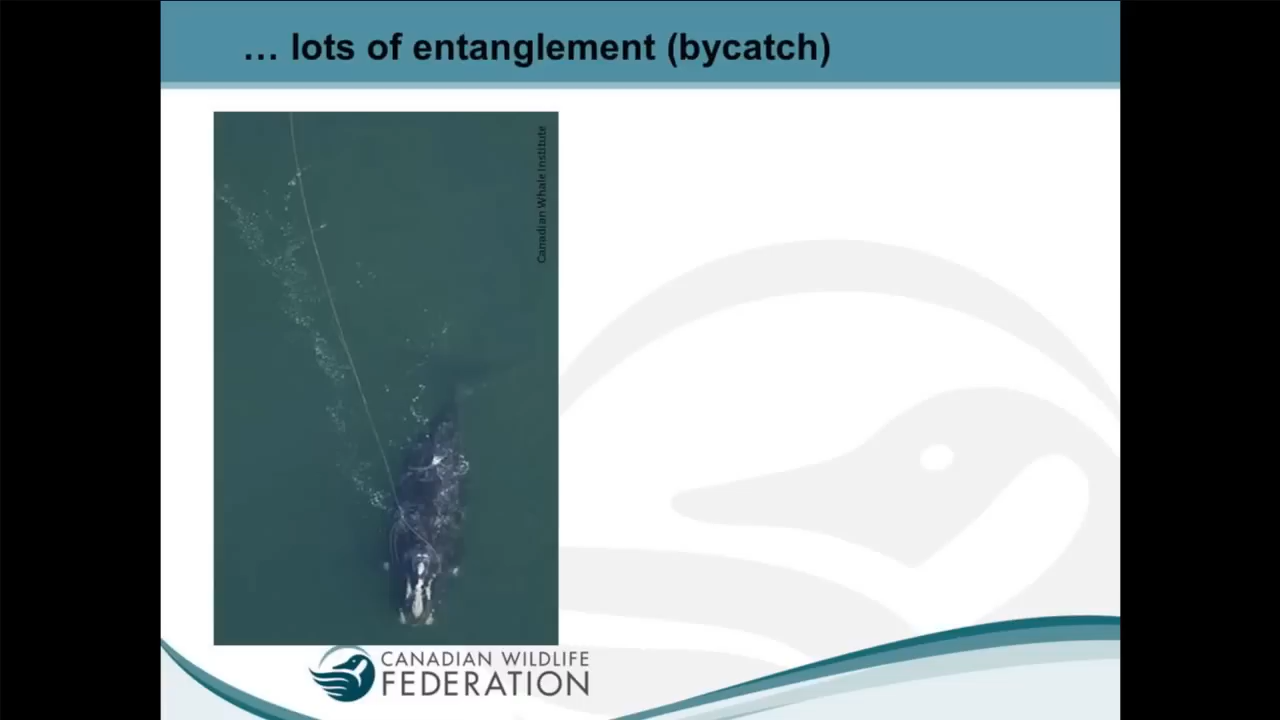 … lots of entanglement (bycatch)
Canadian Whale Institute
CANADIAN WILDLIFE
FEDERATION